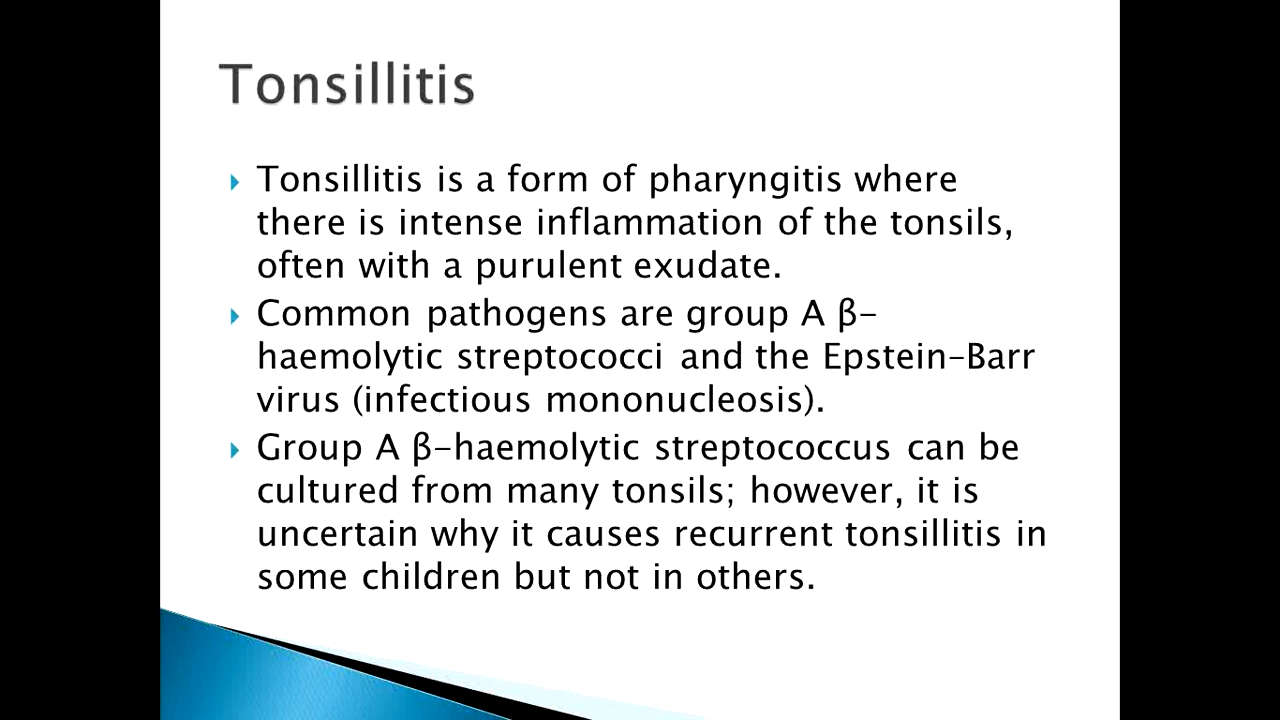 Tonsillitis
Tonsillitis is a form of pharyngitis where
there is intense inflammation of the tonsils,
often with a purulent exudate.
Common pathogens are group A β-
haemolytic streptococci and the Epstein-Barr
virus (infectious mononucleosis).
Group A β-haemolytic streptococcus can be
cultured from many tonsils; however, it is
uncertain why it causes recurrent tonsillitis in
some children but not in others.